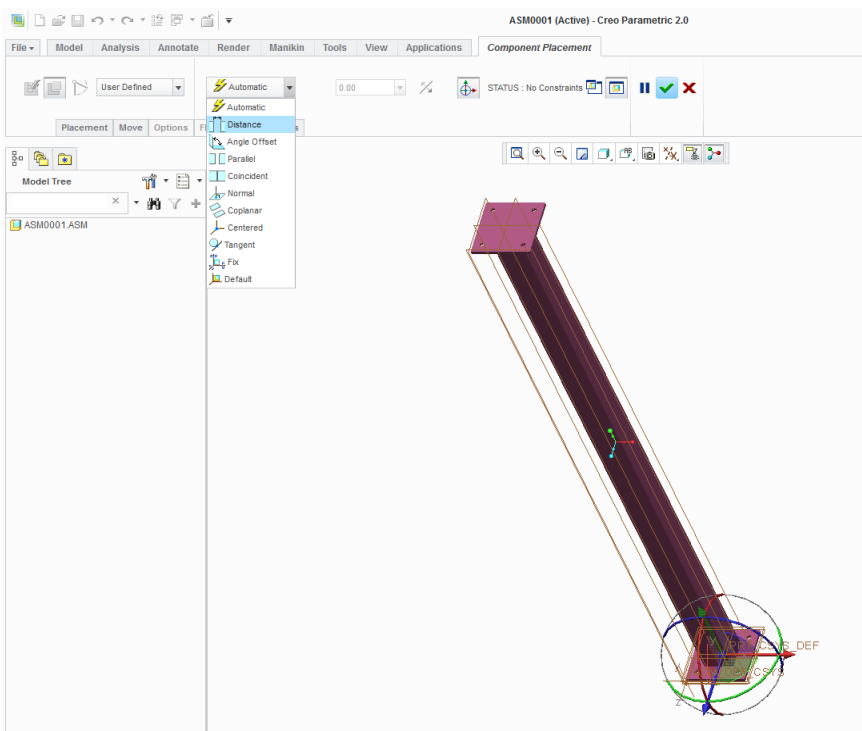 ASM0001 (Active) - Creo Parametric 2.0
File Model Analysis Annotate Render Manikin Tools View Applications Component Placement
User Defined Automatic 0.00 STATUS : No Constraints
Automatic
Placement Move Options
Distance
Angle Offset
Parallel
Coincident
Normal
Coplanar
Centered
Tangent
Fix
Default
Model Tree
ASM0001.ASM